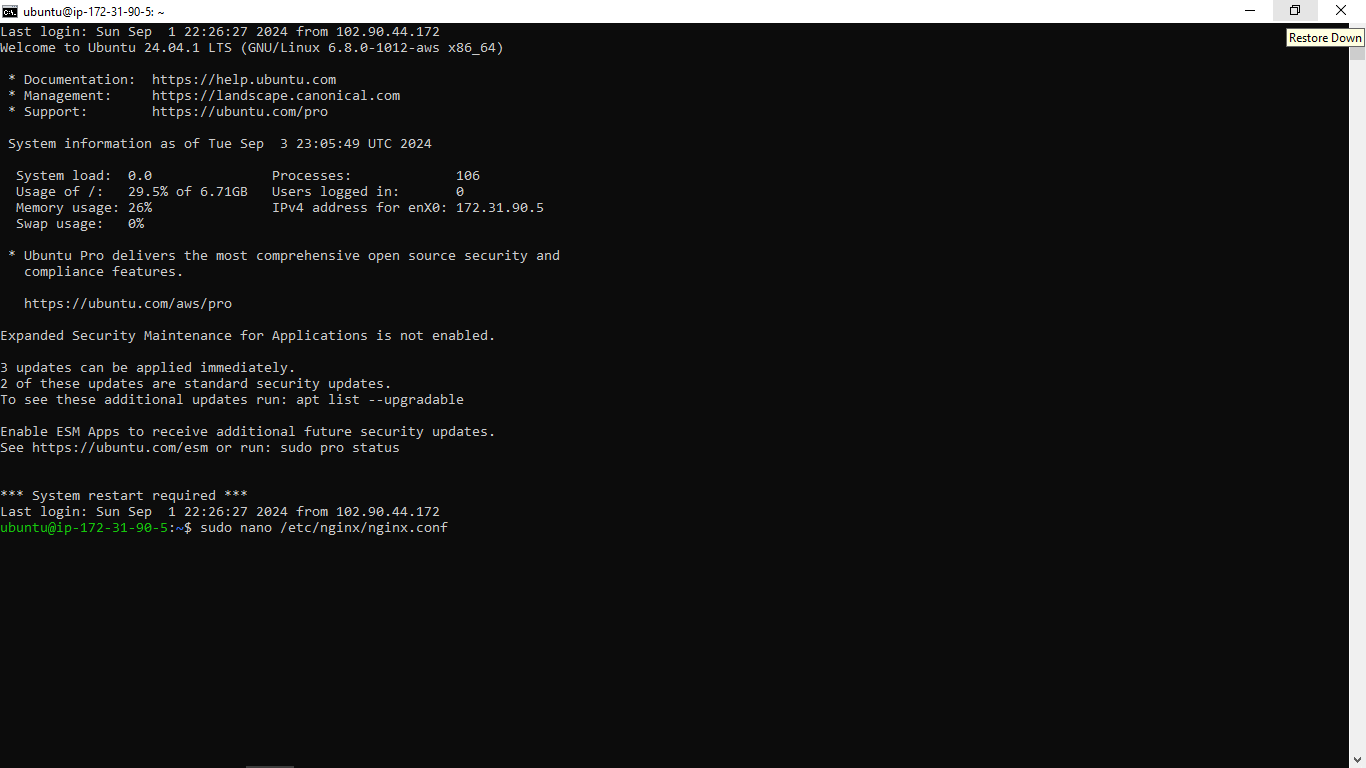 ubuntu@ip-172-31-90-5: ~
Restore Down
Last login: Sun Sep  1 22:26:27 2024 from 102.90.44.172
Welcome to Ubuntu 24.04.1 LTS (GNU/Linux 6.8.0-1012-aws x86_64)

 * Documentation:  https://help.ubuntu.com
 * Management:     https://landscape.canonical.com
 * Support:        https://ubuntu.com/pro

 System information as of Tue Sep  3 23:05:49 UTC 2024

  System load:  0.0               Processes:             106
  Usage of /:   29.5% of 6.71GB   Users logged in:       0
  Memory usage: 26%               IPv4 address for enX0: 172.31.90.5
  Swap usage:   0%

 * Ubuntu Pro delivers the most comprehensive open source security and
   compliance features.

   https://ubuntu.com/aws/pro

Expanded Security Maintenance for Applications is not enabled.

3 updates can be applied immediately.
2 of these updates are standard security updates.
To see these additional updates run: apt list --upgradable

Enable ESM Apps to receive additional future security updates.
See https://ubuntu.com/esm or run: sudo pro status


*** System restart required ***
Last login: Sun Sep  1 22:26:27 2024 from 102.90.44.172
ubuntu@ip-172-31-90-5:~$ sudo nano /etc/nginx/nginx.conf